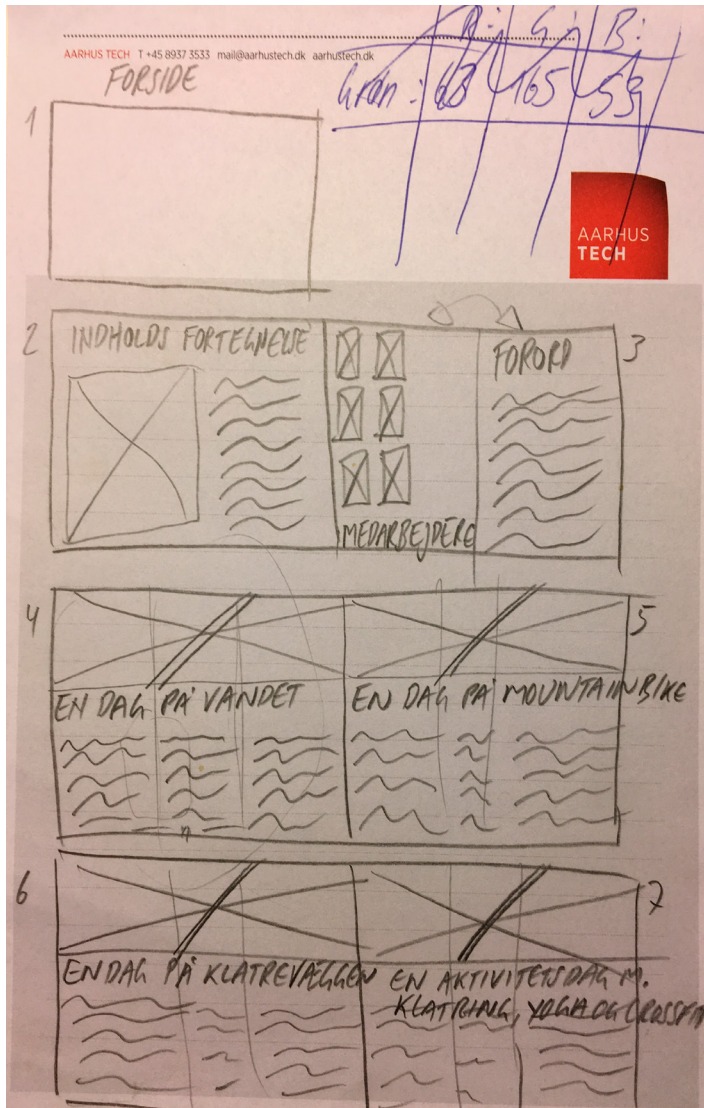 AARHUS TECH T +45 8937 3533 mail@aarhustech.dk aarhustech.dk
R: G: B:
Grøn: 68 165 53
FORSIDE
1
AARHUS
TECH
2
INDHOLDS FORTEGNELSE
FORORD
3
MEDARBEJDERE
4
5
EN DAG PÅ VANDET
EN DAG PÅ MOUNTAINBIKE
6
7
EN DAG PÅ KLATREVÆGGEN
EN AKTIVITETSDAG M.
KLATRING, YOGA OG CROSSFIT